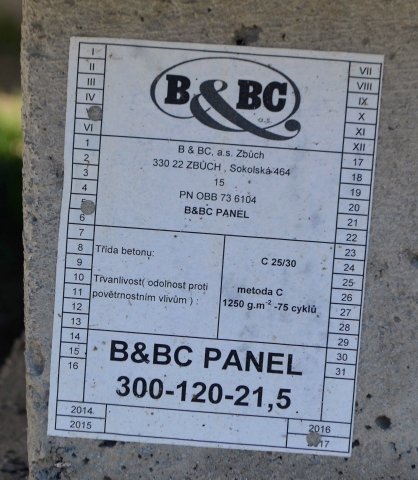 I
II
III
IV
VI
1
2
3
4
5
6
7
8
9
10
11
12
13
14
15
16
B & BC
a.s.
VII
VIII
IX
X
XI
XII
17
18
19
20
21
22
23
24
25
26
27
28
29
30
31
B & BC, a.s. Zbůch
330 22 ZBŮCH , Sokolská 464
15
PN OBB 73 6104
B&BC PANEL
Třída betonu:
C 25/30
Trvanlivost( odolnost proti
povětrnostním vlivům ) :
metoda C
1250 g.m⁻² -75 cyklů
B&BC PANEL
300-120-21,5
2014
2015
2016
2017